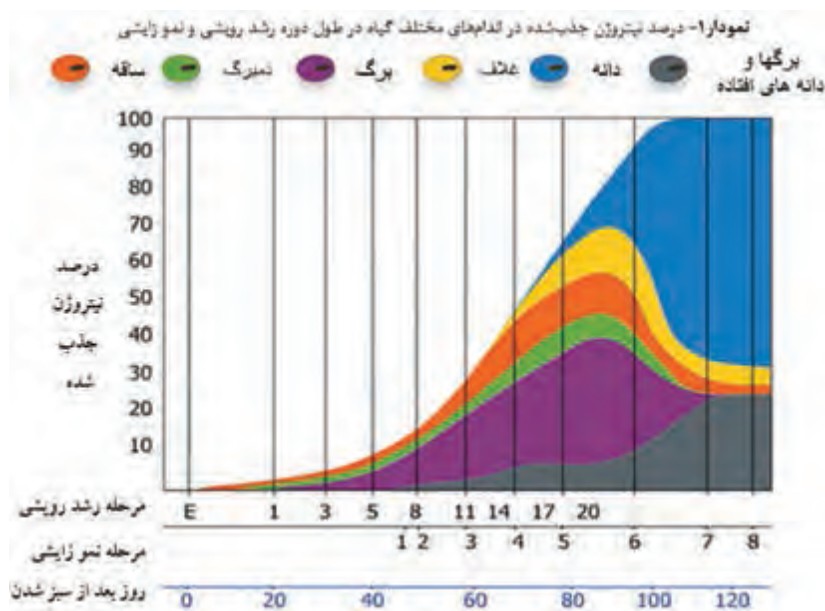 نمودار۱- درصد نیتروژن جذب‌شده در اندام‌های مختلف گیاه در طول دوره رشد رویشی و نمو زایشی
برگها و دانه های افتاده
دانه
غلاف
برگ
دمبرگ
ساقه
100
90
80
70
60
50
40
30
20
10
درصد
نیتروژن
جذب
شده
مرحله رشد رویشی E 1 3 5 8 11 14 17 20
مرحله نمو زایشی 1 2 3 4 5 6 7 8
روز بعد از سبز شدن 0 20 40 60 80 100 120